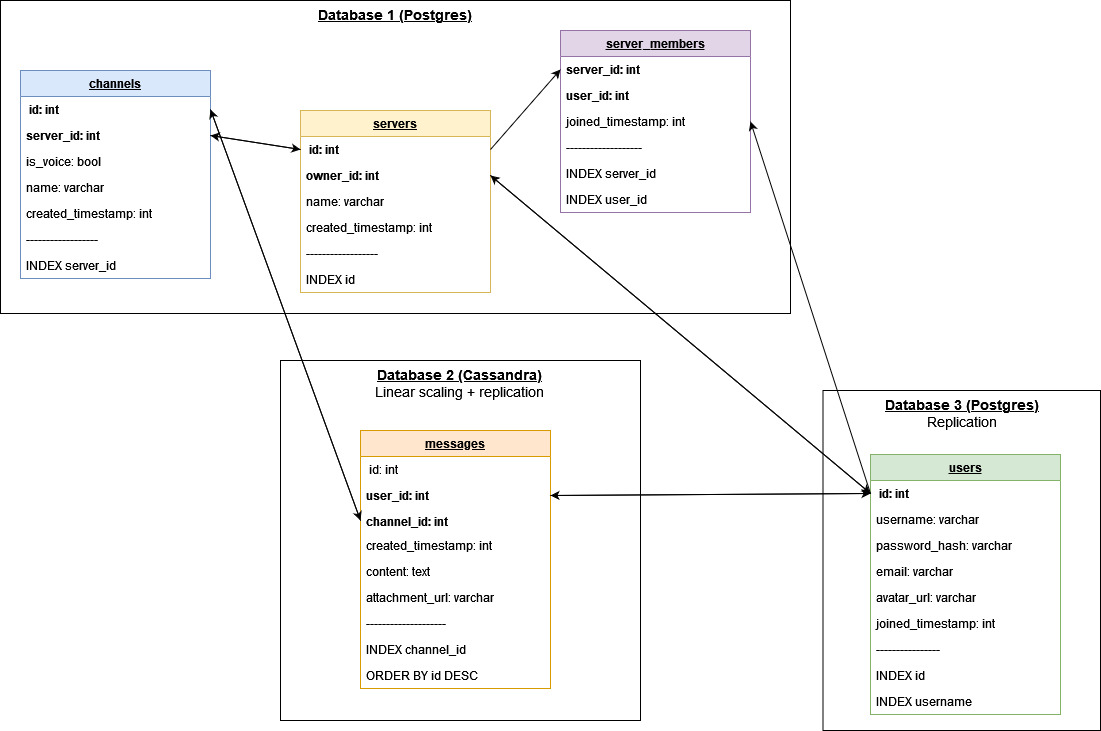 Database 1 (Postgres)
channels
id: int
server_id: int
is_voice: bool
name: varchar
created_timestamp: int
------------------
INDEX server_id
servers
id: int
owner_id: int
name: varchar
created_timestamp: int
------------------
INDEX id
server_members
server_id: int
user_id: int
joined_timestamp: int
-------------------
INDEX server_id
INDEX user_id
Database 2 (Cassandra)
Linear scaling + replication
messages
id: int
user_id: int
channel_id: int
created_timestamp: int
content: text
attachment_url: varchar
--------------------
INDEX channel_id
ORDER BY id DESC
Database 3 (Postgres)
Replication
users
id: int
username: varchar
password_hash: varchar
email: varchar
avatar_url: varchar
joined_timestamp: int
----------------
INDEX id
INDEX username